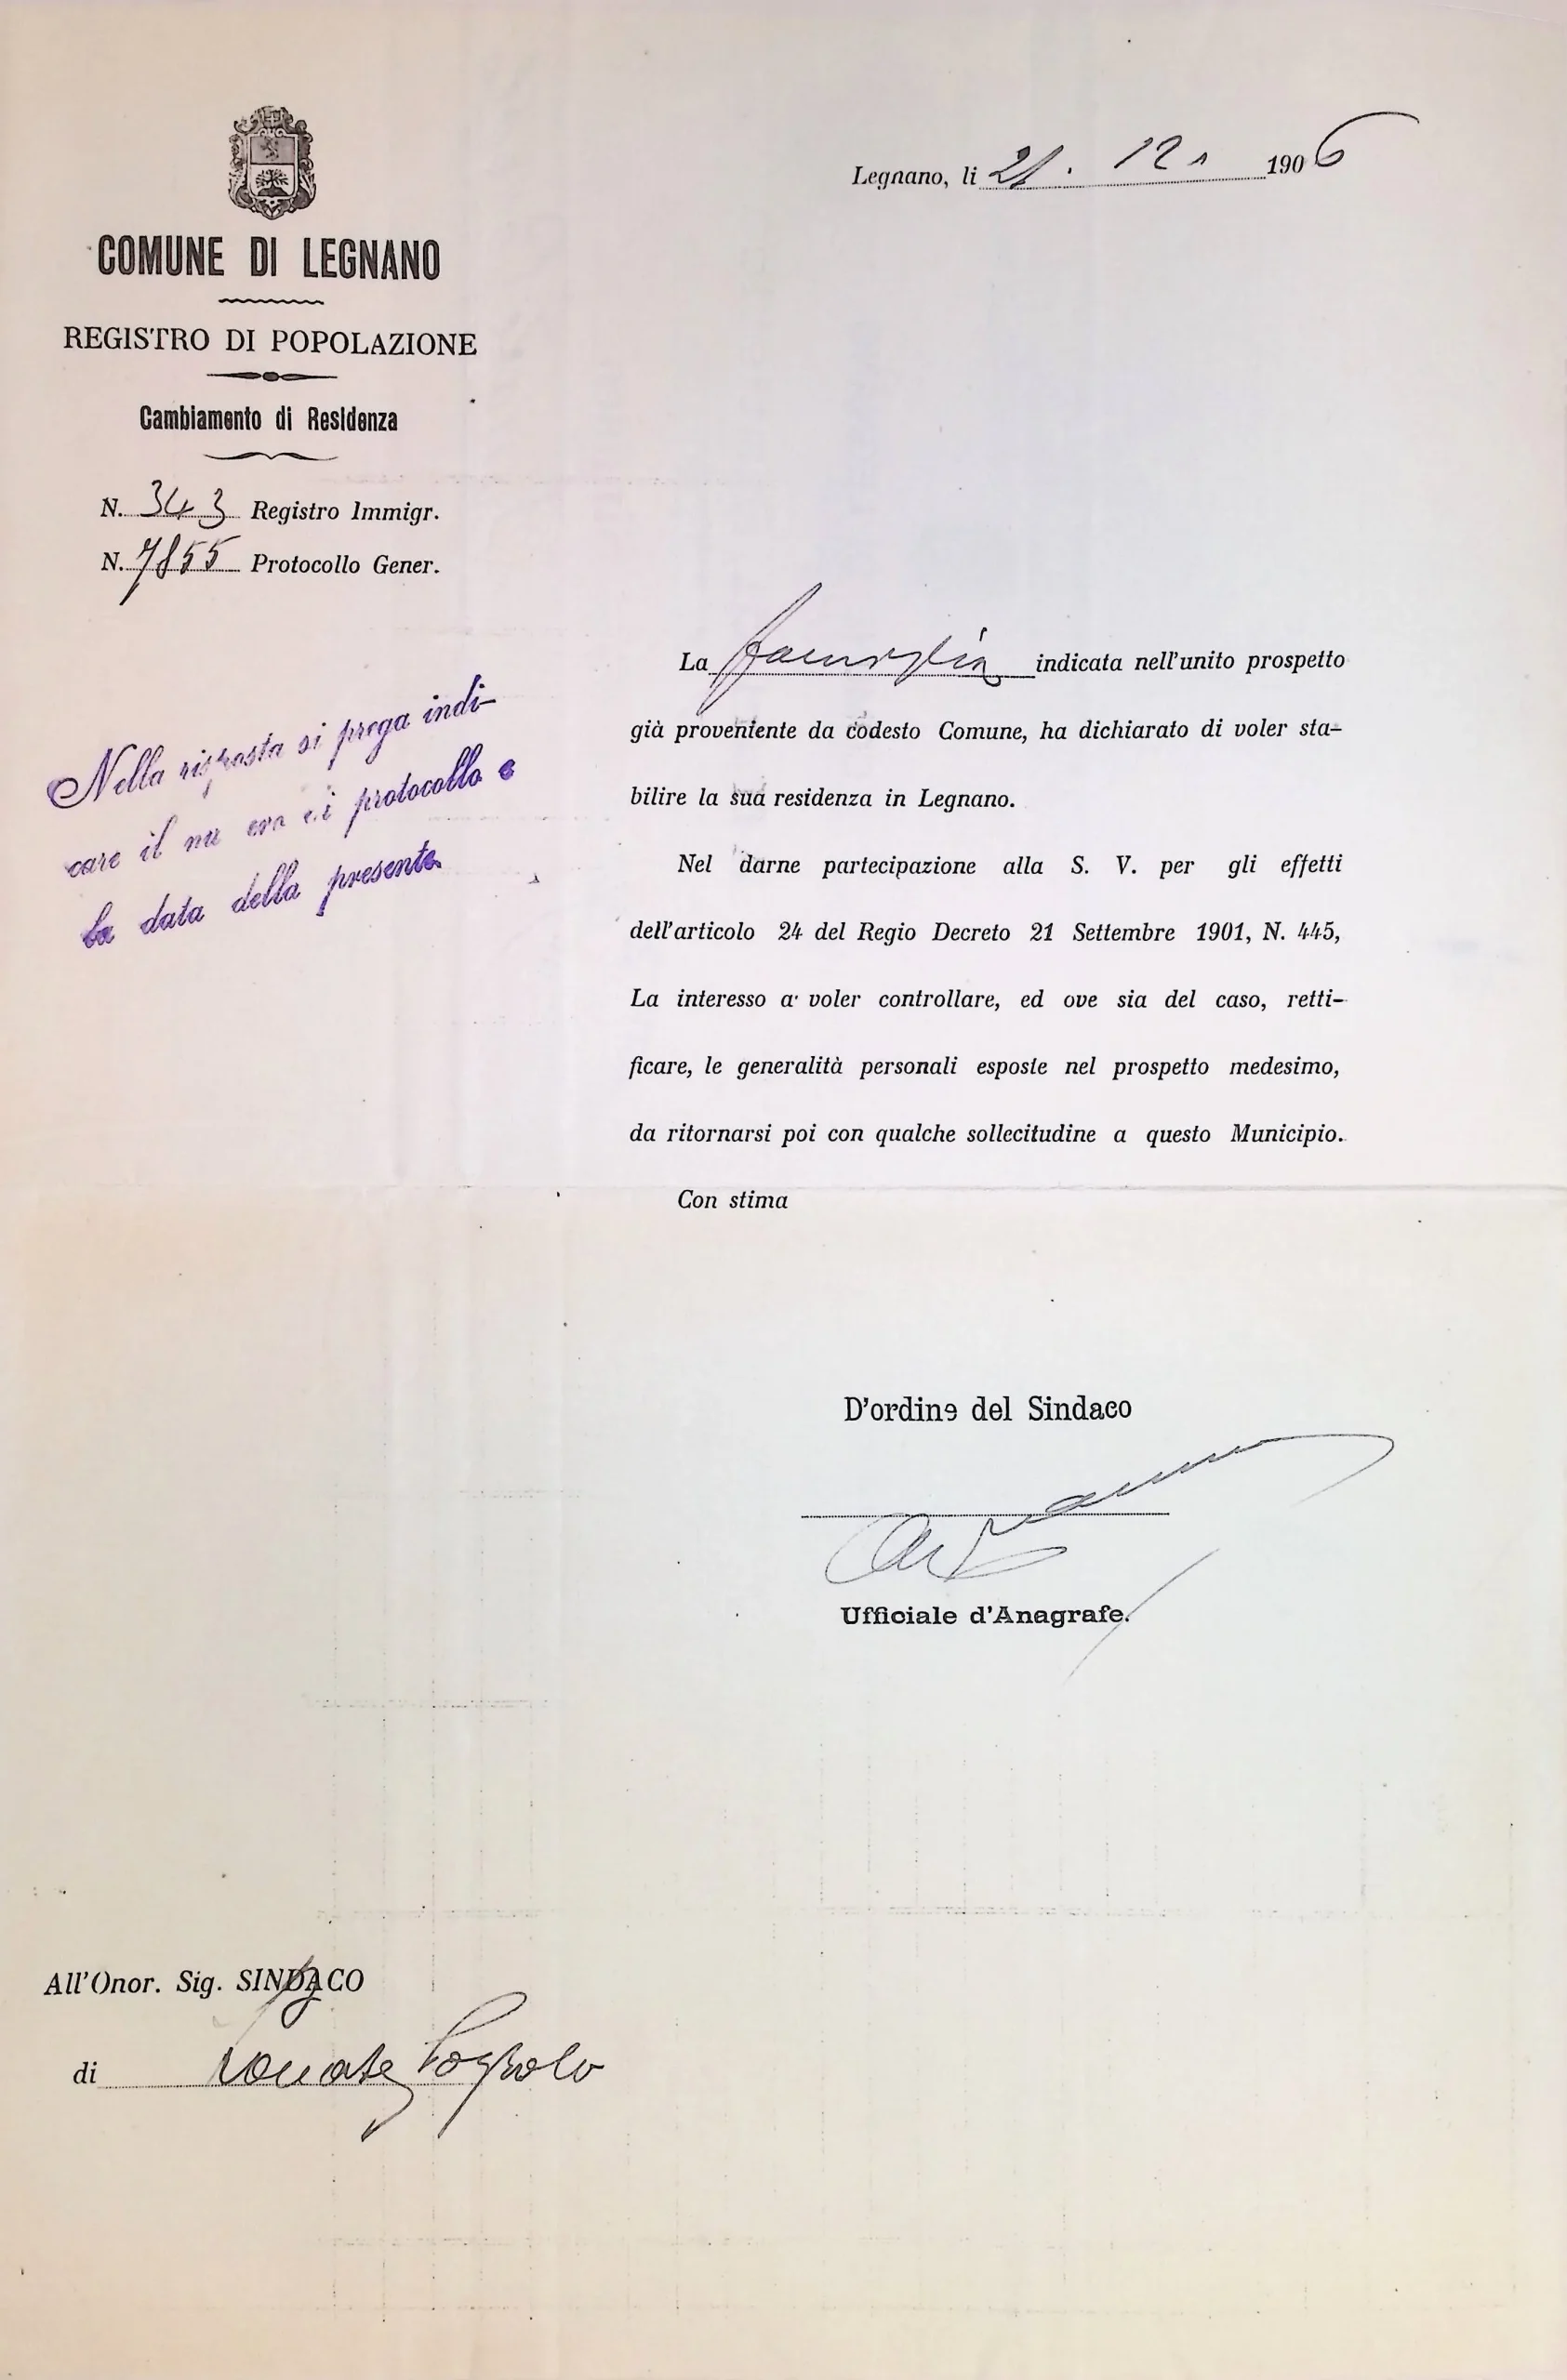 Legnano, li 21. 12. 1906
COMUNE DI LEGNANO
REGISTRO DI POPOLAZIONE
Cambiamento di Residenza
N. 343 Registro Immigr.
N. 7855 Protocollo Gener.
Nella risposta si prega indi-
care il nu ero di protocollo e
la data della presente
La famiglia indicata nell'unito prospetto
già proveniente da codesto Comune, ha dichiarato di voler sta-
bilire la sua residenza in Legnano.
Nel darne partecipazione alla S. V. per gli effetti
dell'articolo 24 del Regio Decreto 21 Settembre 1901, N. 445,
La interesso a voler controllare, ed ove sia del caso, retti-
ficare, le generalità personali esposte nel prospetto medesimo,
da ritornarsi poi con qualche sollecitudine a questo Municipio.
Con stima
D'ordine del Sindaco
Ufficiale d'Anagrafe.
All'Onor. Sig. SINDACO
di Lonate Pozzolo